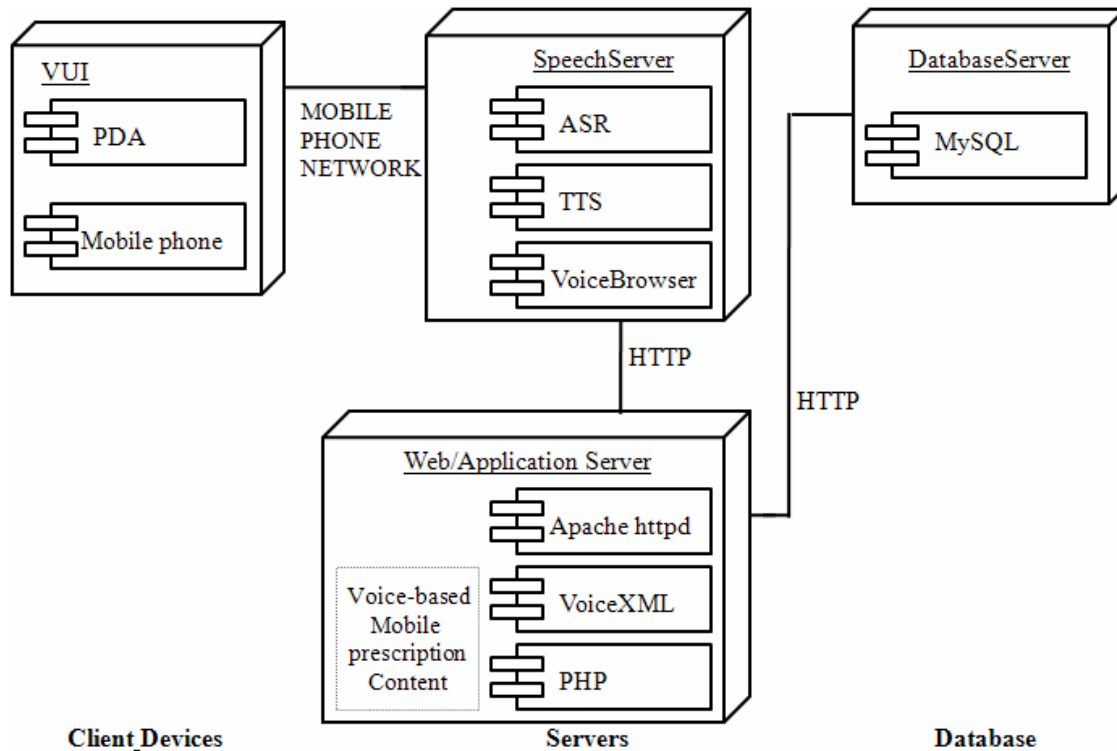 VUI
PDA
Mobile phone
MOBILE
PHONE
NETWORK
SpeechServer
ASR
TTS
VoiceBrowser
DatabaseServer
MySQL
HTTP
HTTP
Web/Application Server
Apache httpd
VoiceXML
PHP
Voice-based
Mobile
prescription
Content
Client Devices
Servers
Database